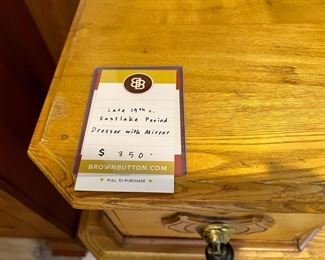 BB
Late 19th c.
Eastlake Period
Dresser with Mirror
$ 350-
BROWNBUTTON.COM
PULL TO PURCHASE